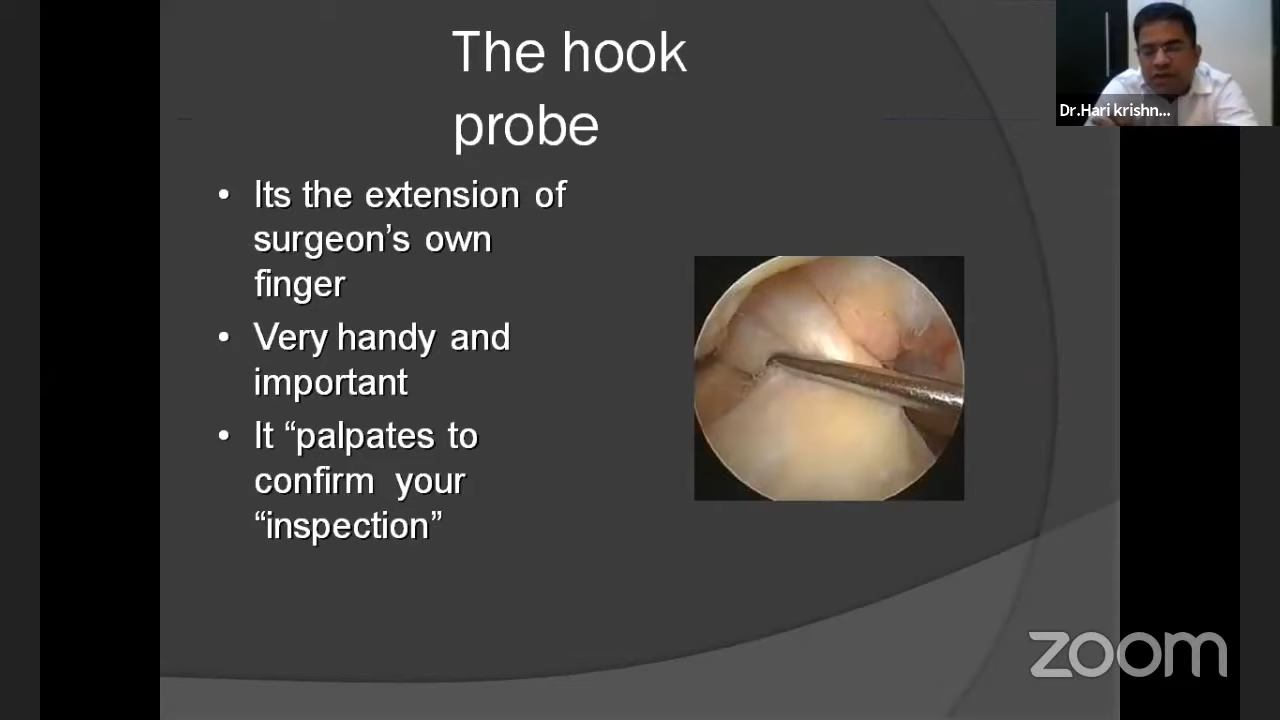 The hook
probe
• Its the extension of
surgeon’s own
finger
• Very handy and
important
• It “palpates to
confirm your
“inspection”
Dr.Hari krishn...
zoom